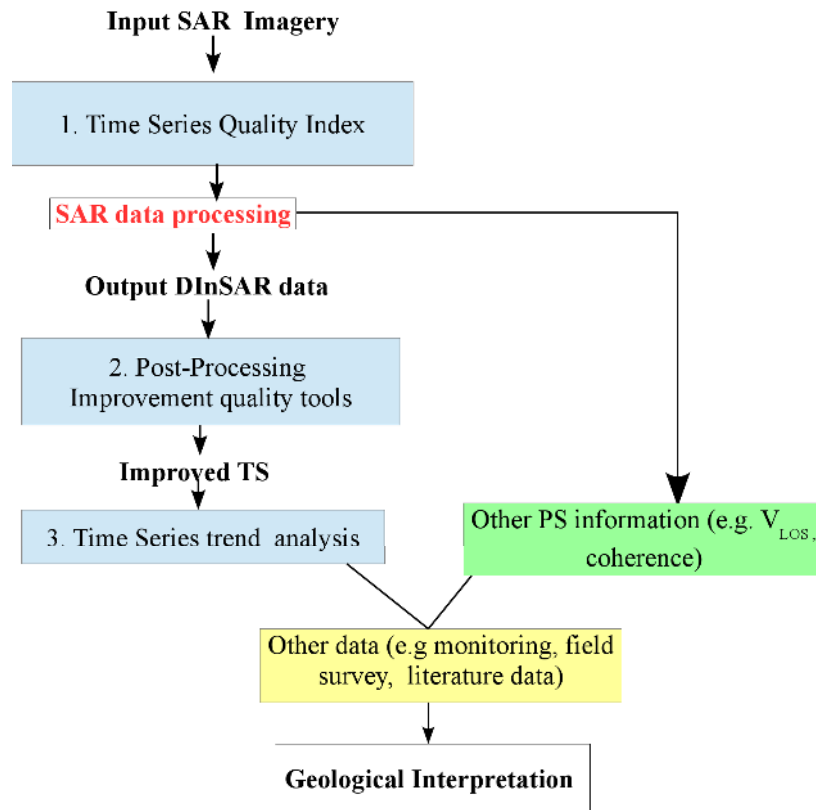 Input SAR Imagery
1. Time Series Quality Index
SAR data processing
Output DInSAR data
2. Post-Processing
Improvement quality tools
Improved TS
3. Time Series trend analysis
Other PS information (e.g. V_LOS,
coherence)
Other data (e.g monitoring, field
survey, literature data)
Geological Interpretation